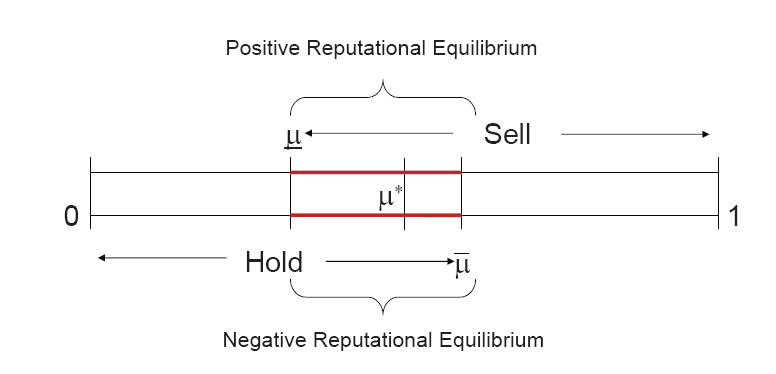 Positive Reputational Equilibrium
µ Sell
µ*
0 1
Hold µ̅
Negative Reputational Equilibrium